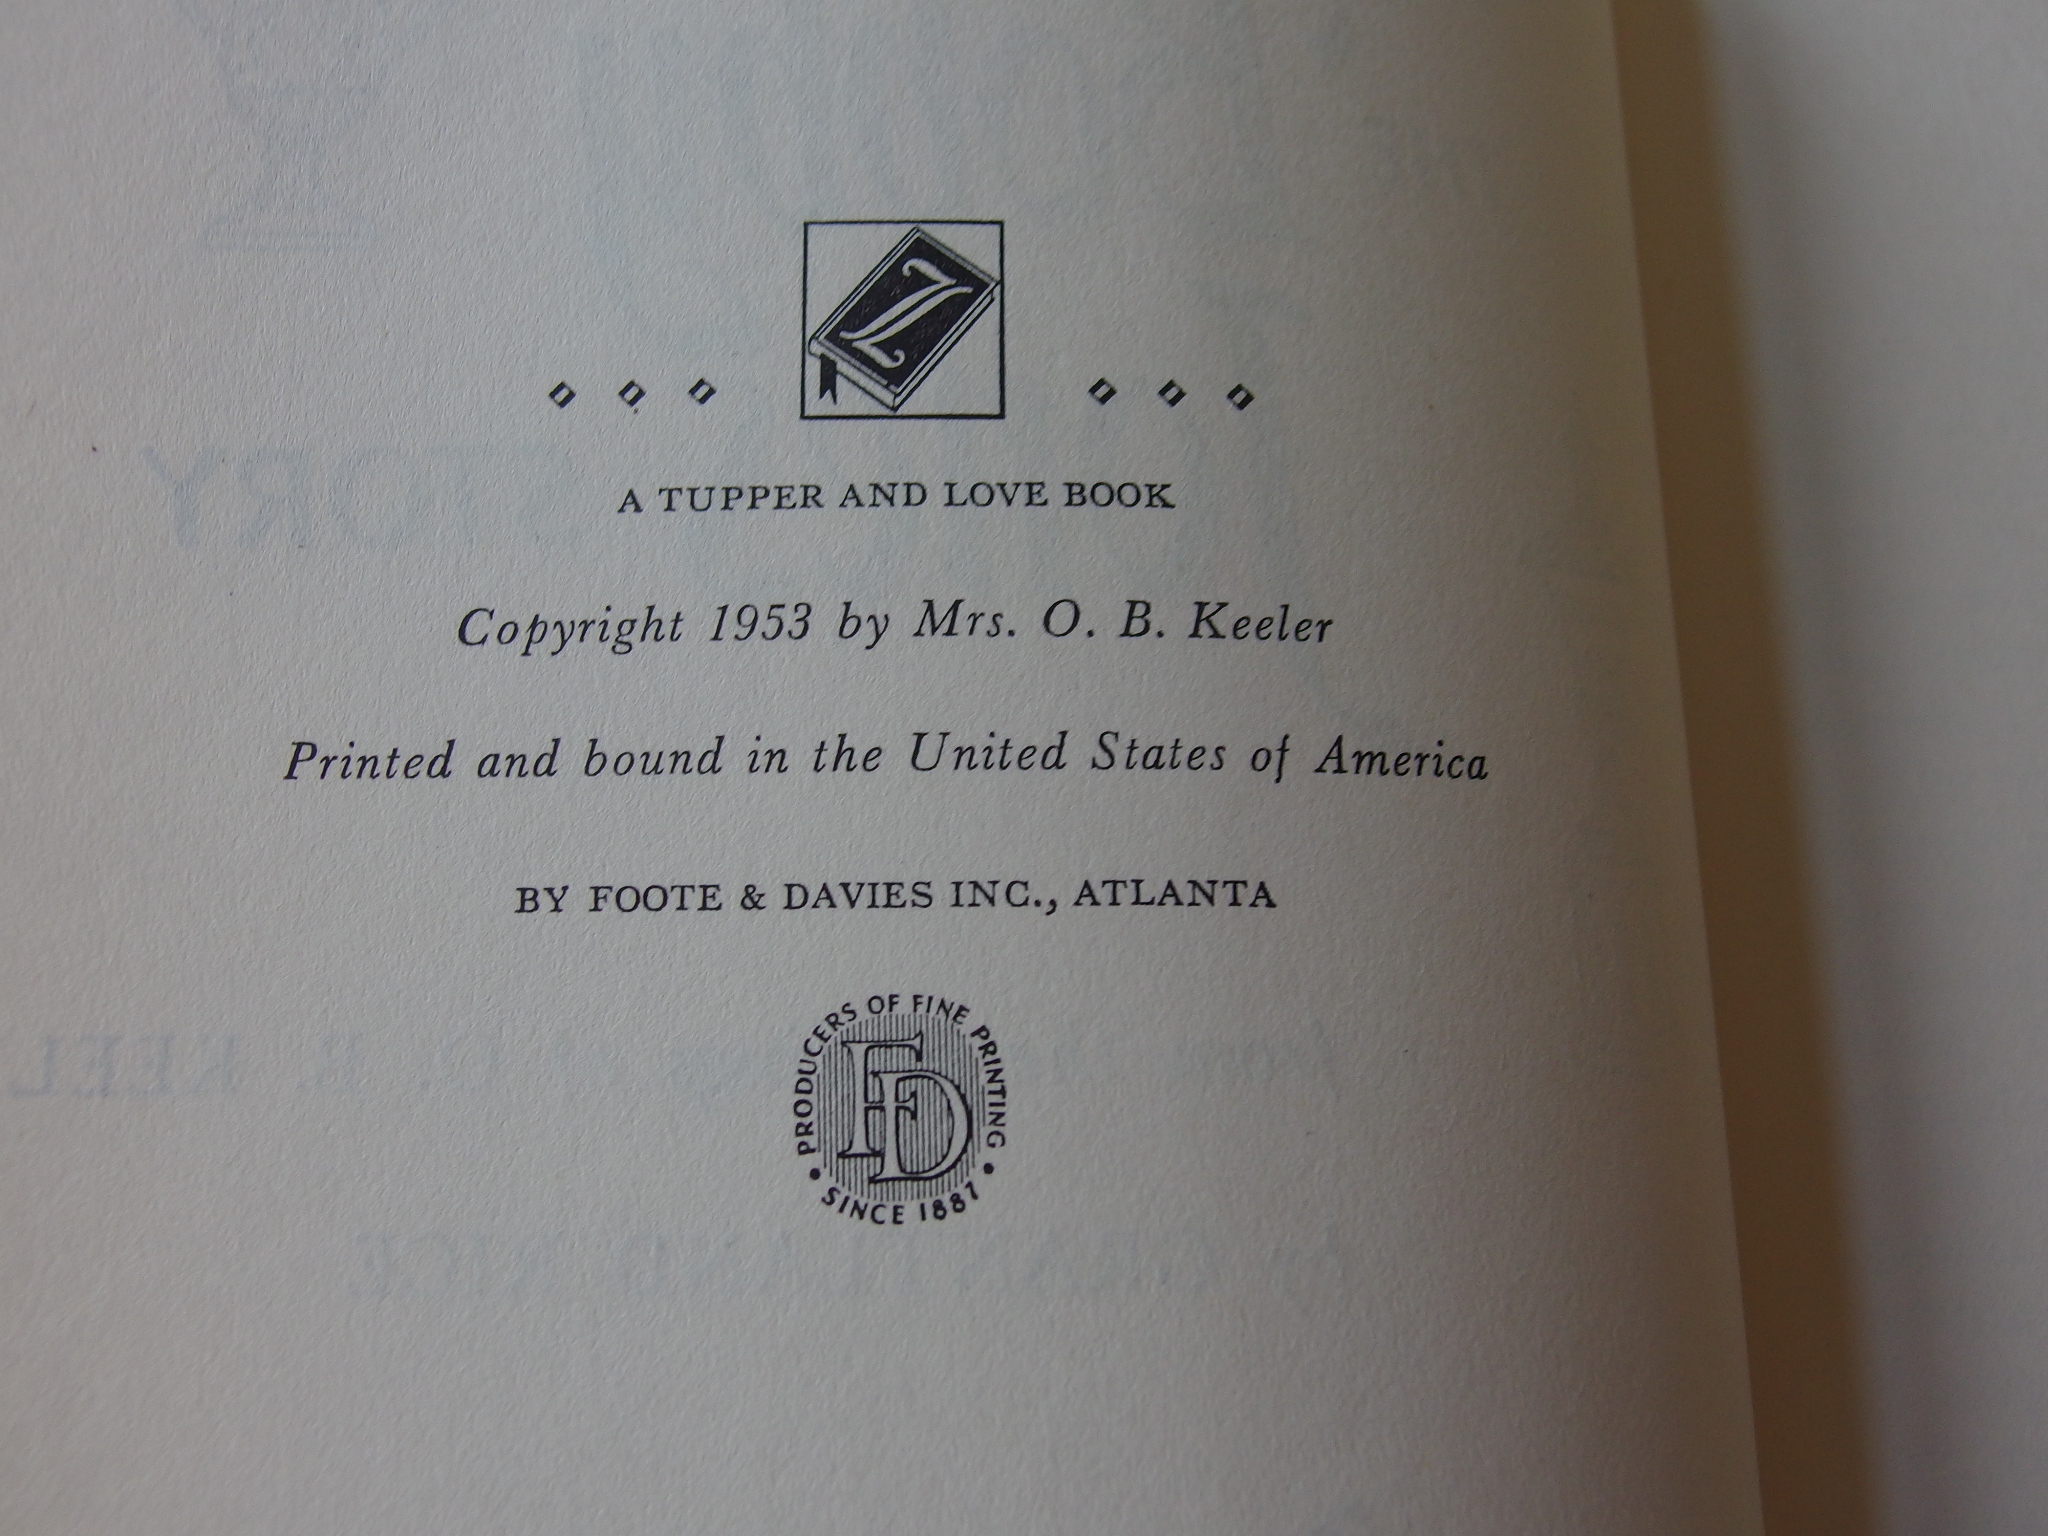 A TUPPER AND LOVE BOOK
Copyright 1953 by Mrs. O. B. Keeler
Printed and bound in the United States of America
BY FOOTE & DAVIES INC., ATLANTA
PRODUCERS OF FINE PRINTING
FD
• SINCE 1887 •